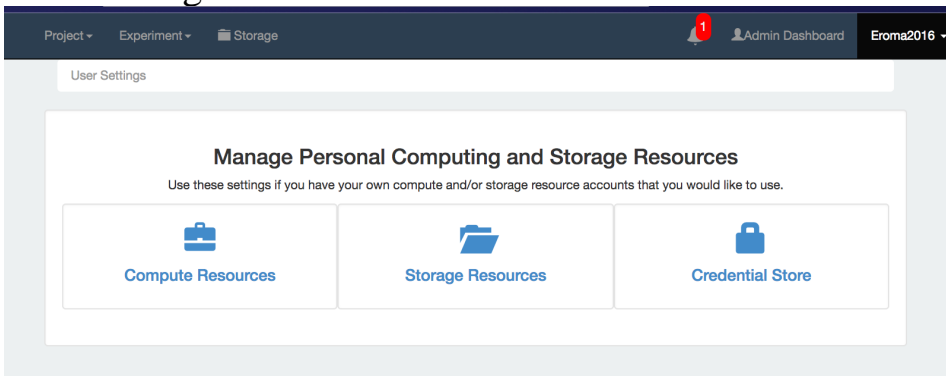 Project Experiment Storage 1 Admin Dashboard Eroma2016
User Settings
Manage Personal Computing and Storage Resources
Use these settings if you have your own compute and/or storage resource accounts that you would like to use.
Compute Resources Storage Resources Credential Store